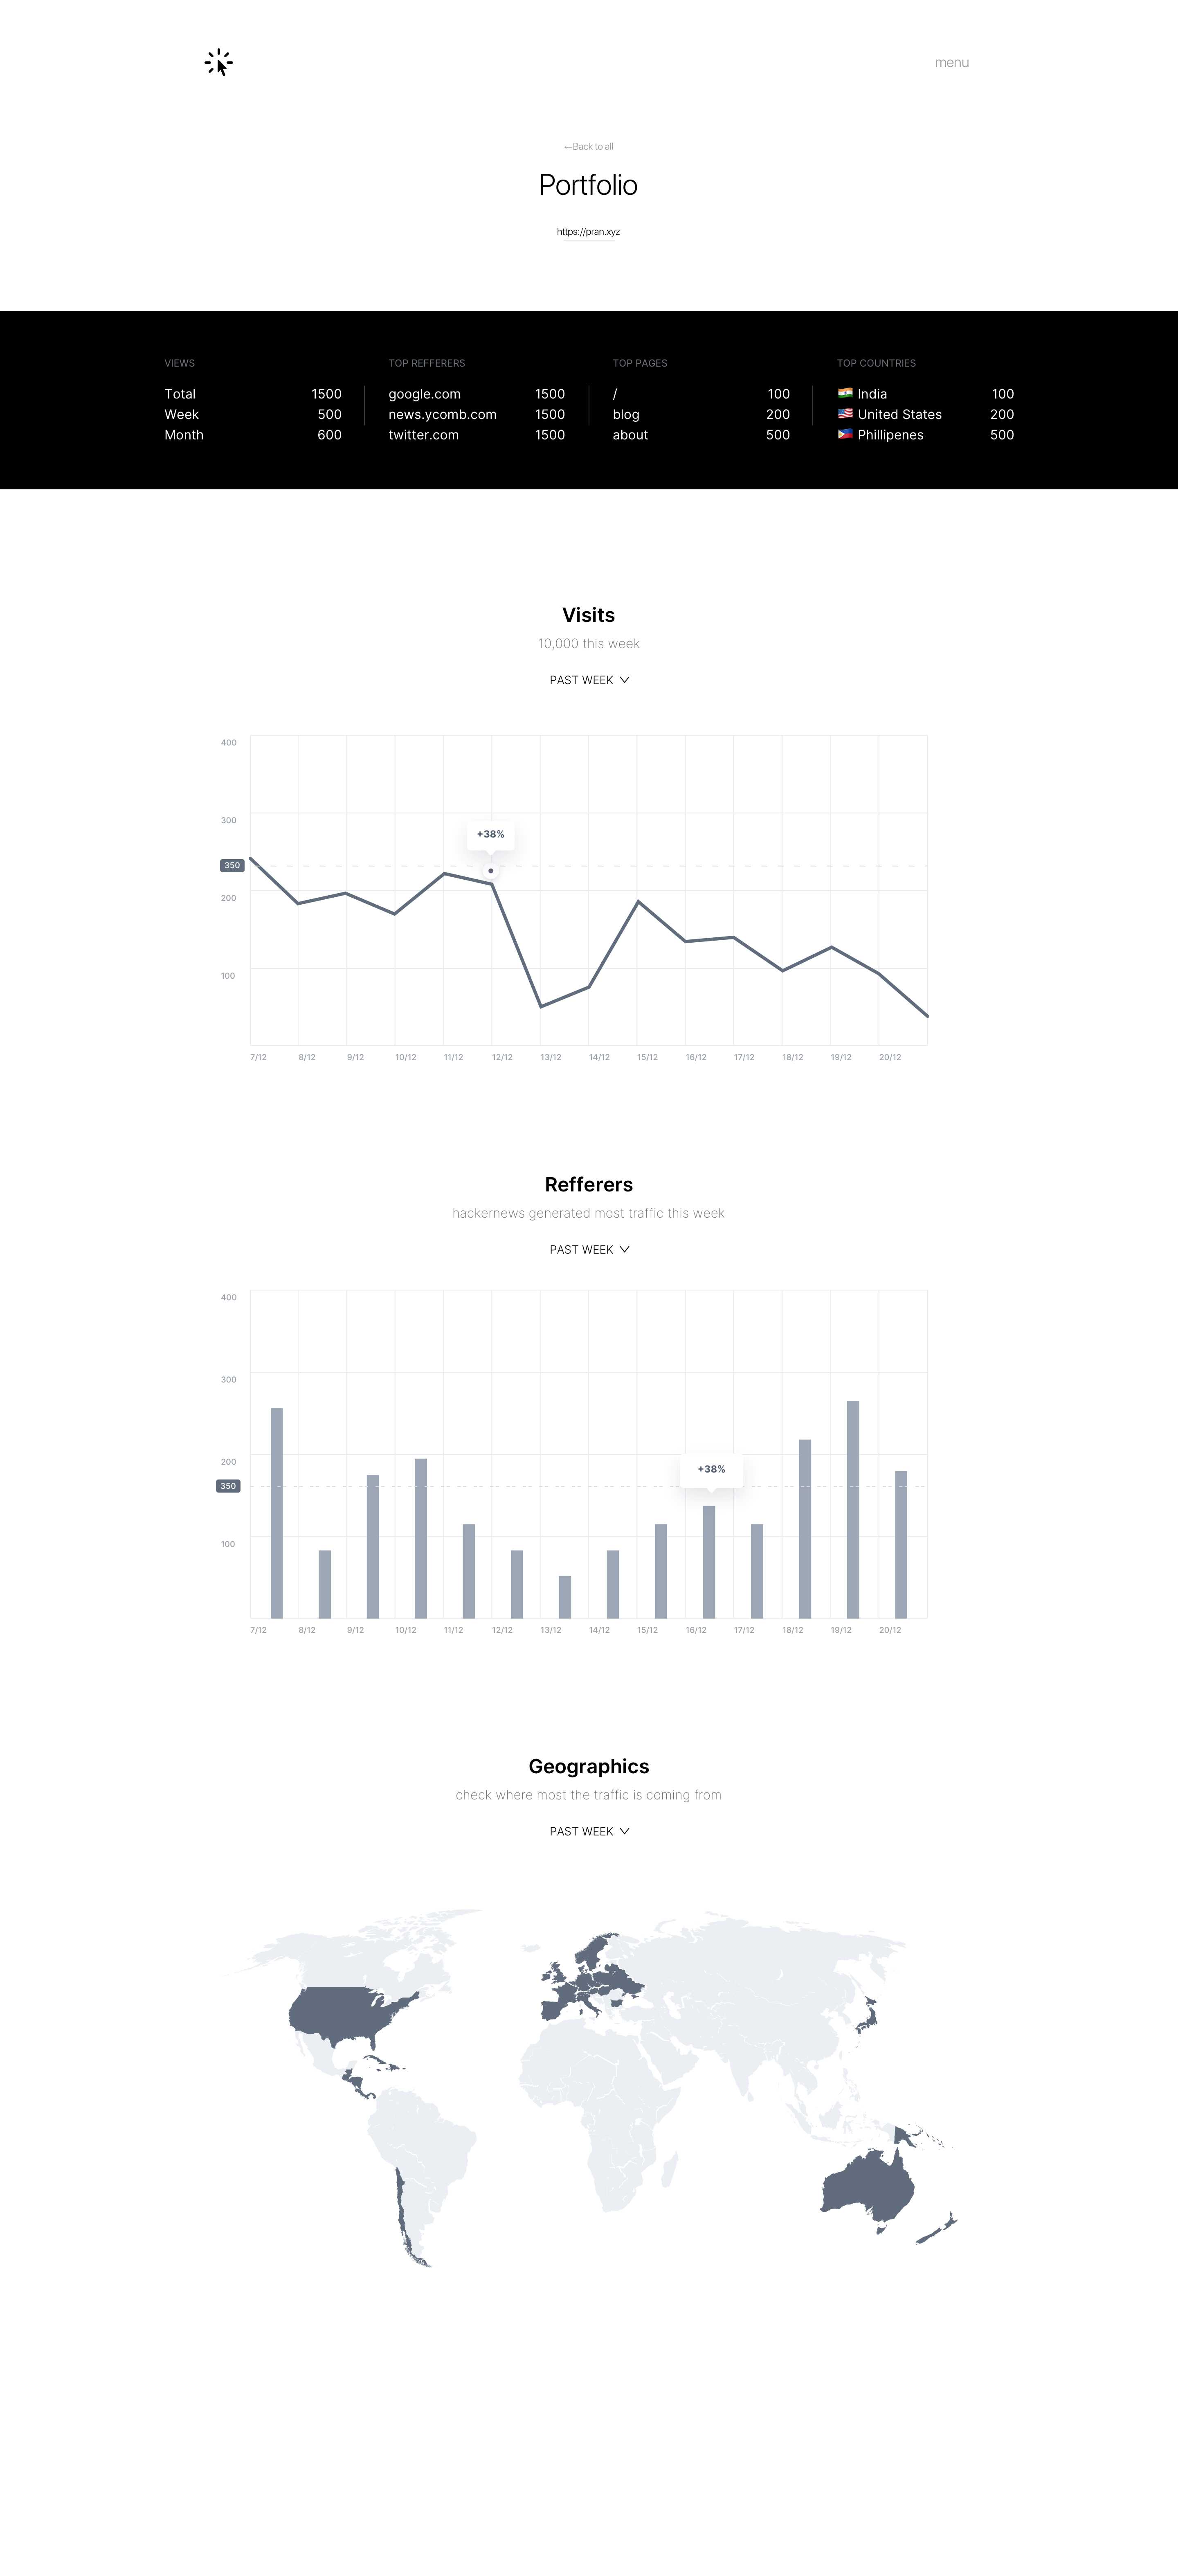 menu
←Back to all
Portfolio
https://pran.xyz
VIEWS
Total 1500
Week 500
Month 600
TOP REFFERERS
google.com 1500
news.ycomb.com 1500
twitter.com 1500
TOP PAGES
/ 100
blog 200
about 500
TOP COUNTRIES
India 100
United States 200
Phillipenes 500
Visits
10,000 this week
PAST WEEK
400
300
+38%
350
200
100
7/12 8/12 9/12 10/12 11/12 12/12 13/12 14/12 15/12 16/12 17/12 18/12 19/12 20/12
Refferers
hackernews generated most traffic this week
PAST WEEK
400
300
200
+38%
350
100
7/12 8/12 9/12 10/12 11/12 12/12 13/12 14/12 15/12 16/12 17/12 18/12 19/12 20/12
Geographics
check where most the traffic is coming from
PAST WEEK